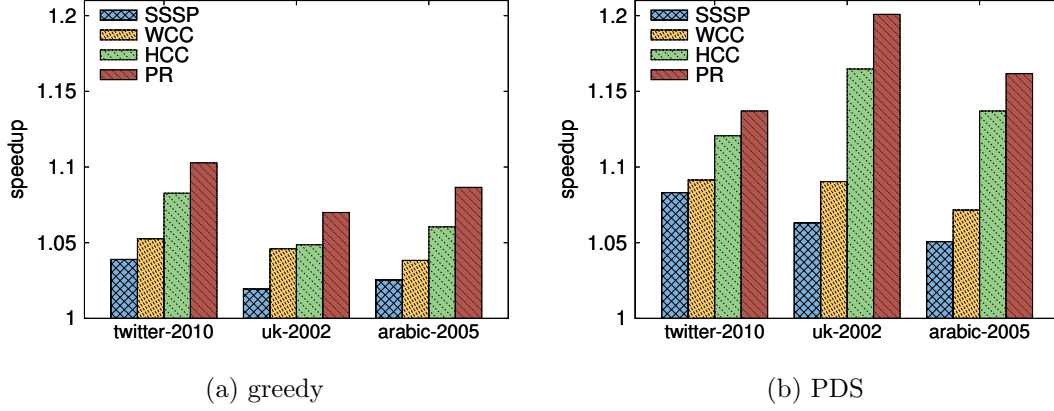 1.2
1.15
1.1
1.05
1
speedup
SSSP
WCC
HCC
PR
twitter-2010 uk-2002 arabic-2005
(a) greedy
1.2
1.15
1.1
1.05
1
speedup
SSSP
WCC
HCC
PR
twitter-2010 uk-2002 arabic-2005
(b) PDS